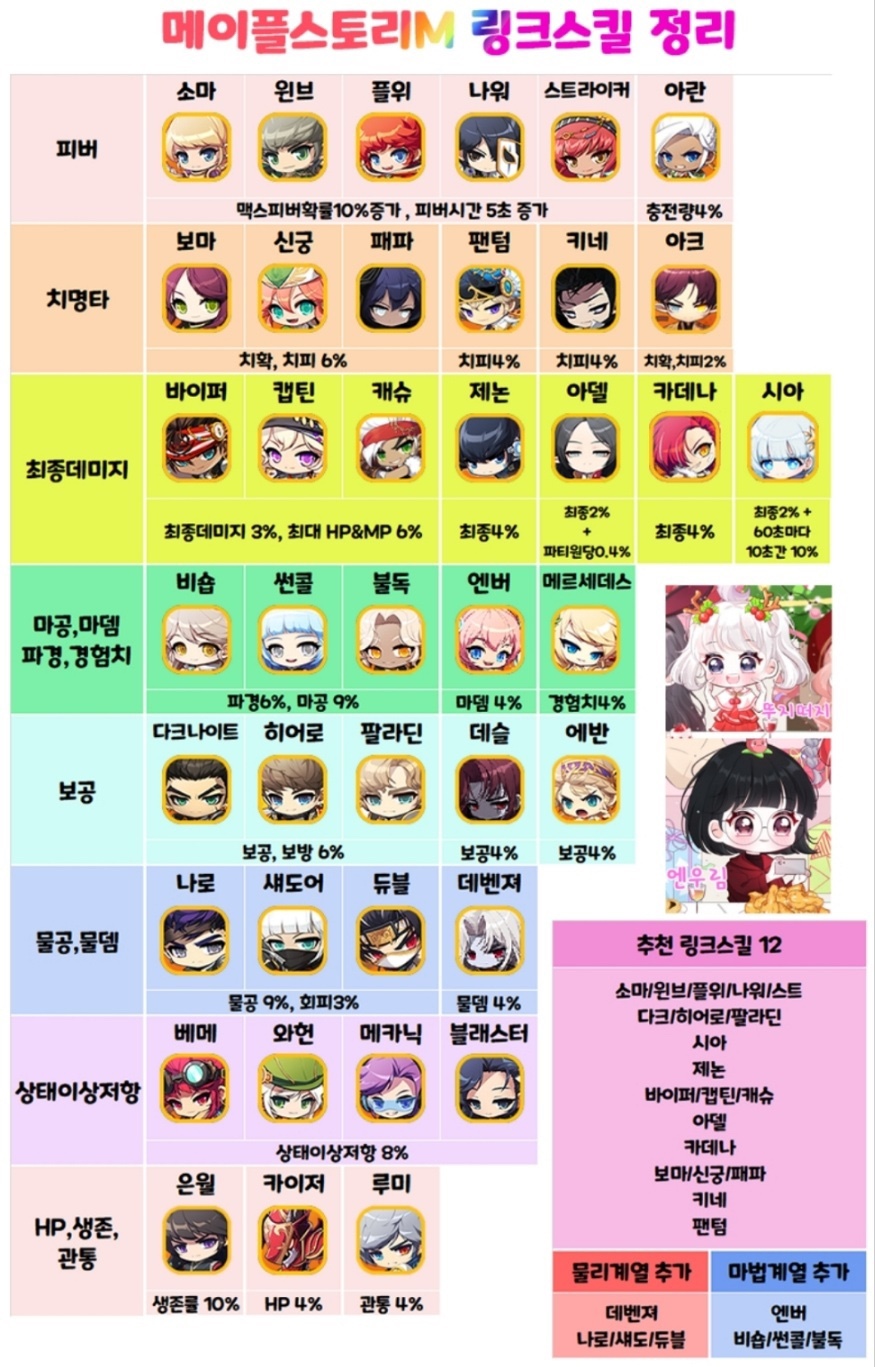 메이플스토리M 링크스킬 정리
피버
소마 윈브 플위 나워 스트라이커 아란
맥스피버확률10%증가 , 피버시간 5초 증가 충전량4%
치명타
보마 신궁 패파 팬텀 키네 아크
치확, 치피 6% 치피4% 치피4% 치확,치피2%
최종데미지
바이퍼 캡틴 캐슈 제논 아델 카데나 시아
최종데미지 3%, 최대 HP&MP 6% 최종4%
최종2%
+
파티원당0.4%
최종4%
최종2% +
60초마다
10초간 10%
마공,마뎀
파경,경험치
비숍 썬콜 불독 엔버 메르세데스
파경6%, 마공 9% 마뎀 4% 경험치4%
뚜지떠지
보공
다크나이트 히어로 팔라딘 데슬 에반
보공, 보방 6% 보공4% 보공4%
엔우림
물공,물뎀
나로 섀도어 듀블 데벤져
물공 9%, 회피3% 물뎀 4%
상태이상저항
베메 와헌 메카닉 블래스터
상태이상저항 8%
HP,생존,
관통
은월 카이저 루미
생존률 10% HP 4% 관통 4%
추천 링크스킬 12
소마/윈브/플위/나워/스트
다크/히어로/팔라딘
시아
제논
바이퍼/캡틴/캐슈
아델
카데나
보마/신궁/패파
키네
팬텀
물리계열 추가
데벤져
나로/섀도/듀블
마법계열 추가
엔버
비숍/썬콜/불독